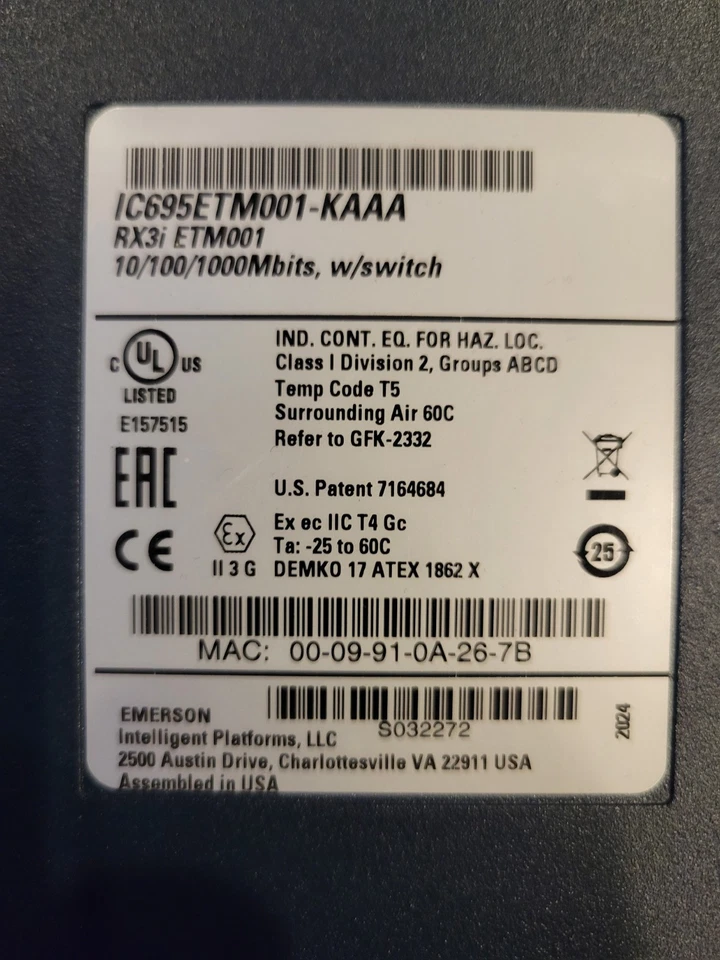 IC695ETM001-KAAA
RX3i ETM001
10/100/1000Mbits, w/switch
C UL US
LISTED
E157515
IND. CONT. EQ. FOR HAZ. LOC.
Class I Division 2, Groups ABCD
Temp Code T5
Surrounding Air 60C
Refer to GFK-2332
EAC
U.S. Patent 7164684
CE
Ex
II 3 G
Ex ec IIC T4 Gc
Ta: -25 to 60C
DEMKO 17 ATEX 1862 X
25
MAC: 00-09-91-0A-26-7B
S032272
2024
EMERSON
Intelligent Platforms, LLC
2500 Austin Drive, Charlottesville VA 22911 USA
Assembled in USA